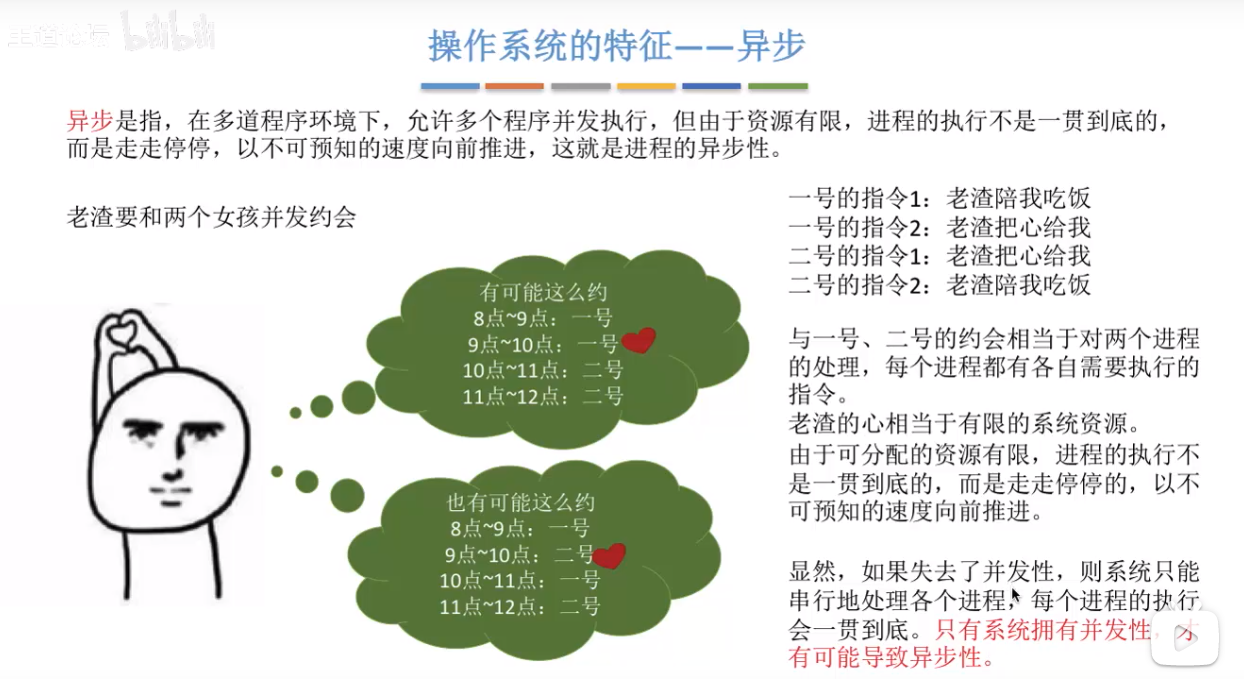 王道论坛 bilibili
操作系统的特征——异步
异步是指，在多道程序环境下，允许多个程序并发执行，但由于资源有限，进程的执行不是一贯到底的，
而是走走停停，以不可预知的速度向前推进，这就是进程的异步性。
老渣要和两个女孩并发约会
有可能这么约
8点~9点：一号
9点~10点：一号
10点~11点：二号
11点~12点：二号
也有可能这么约
8点~9点：一号
9点~10点：二号
10点~11点：一号
11点~12点：二号
一号的指令1：老渣陪我吃饭
一号的指令2：老渣把心给我
二号的指令1：老渣把心给我
二号的指令2：老渣陪我吃饭
与一号、二号的约会相当于对两个进程
的处理，每个进程都有各自需要执行的
指令。
老渣的心相当于有限的系统资源。
由于可分配的资源有限，进程的执行不
是一贯到底的，而是走走停停的，以不
可预知的速度向前推进。
显然，如果失去了并发性，则系统只能
串行地处理各个进程，每个进程的执行
会一贯到底。只有系统拥有并发性，才
有可能导致异步性。